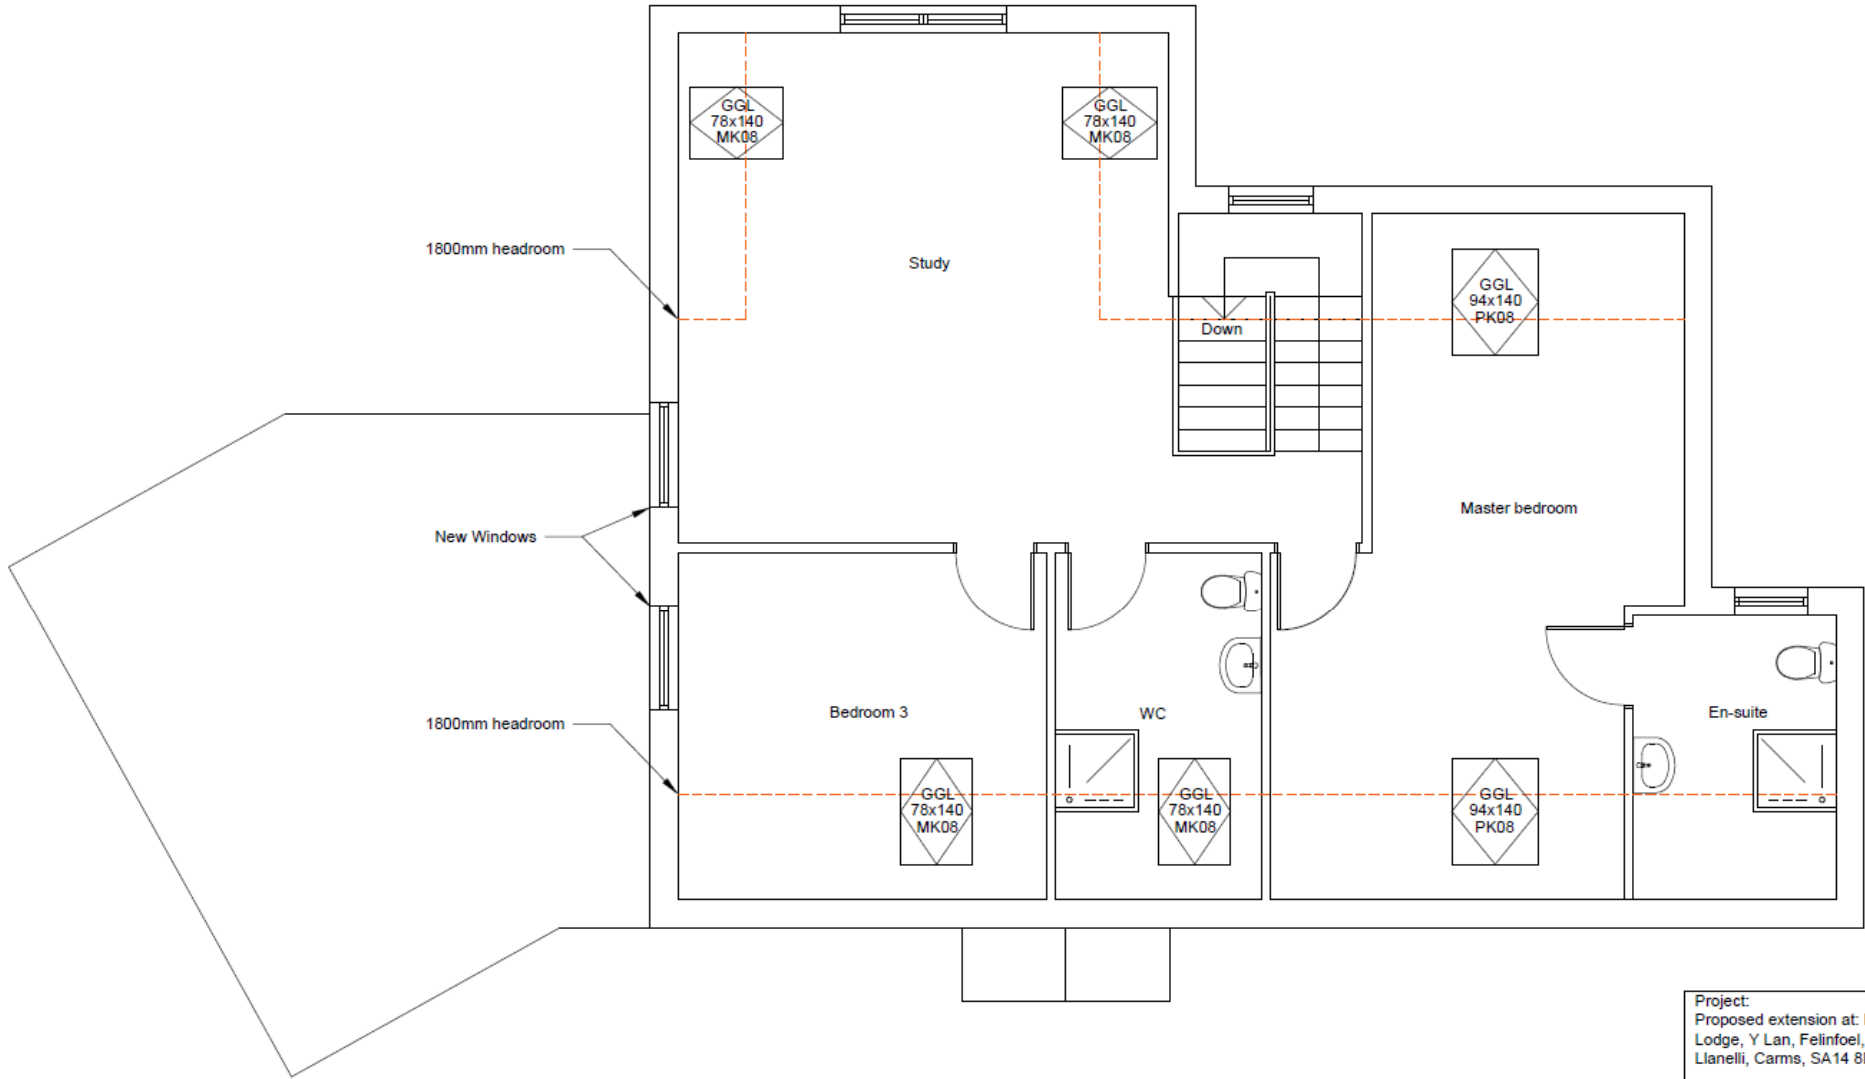 GGL
78x140
MK08
GGL
78x140
MK08
1800mm headroom
Study
GGL
94x140
PK08
Down
Master bedroom
New Windows
Bedroom 3
WC
En-suite
1800mm headroom
GGL
78x140
MK08
GGL
78x140
MK08
GGL
94x140
PK08
Project:
Proposed extension at:
Lodge, Y Lan, Felinfoel,
Llanelli, Carms, SA14 8